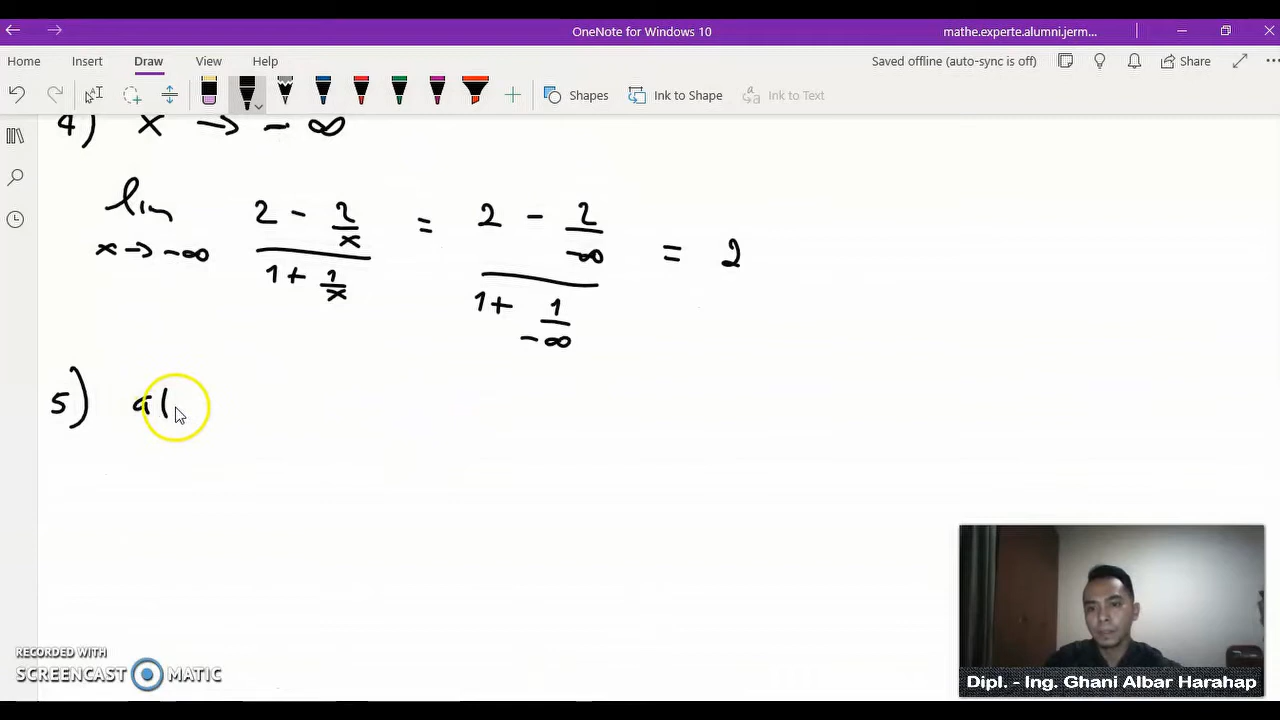 OneNote for Windows 10
mathe.experte.alumni.jerm...
Home Insert Draw View Help
Saved offline (auto-sync is off) Share
Shapes Ink to Shape Ink to Text
4) x → - ∞
lim x → -∞ (2 - 2/x) / (1 + 1/x) = (2 - 2/-∞) / (1 + 1/-∞) = 2
5) al
RECORDED WITH
SCREENCAST MATIC
Dipl. - Ing. Ghani Albar Harahap